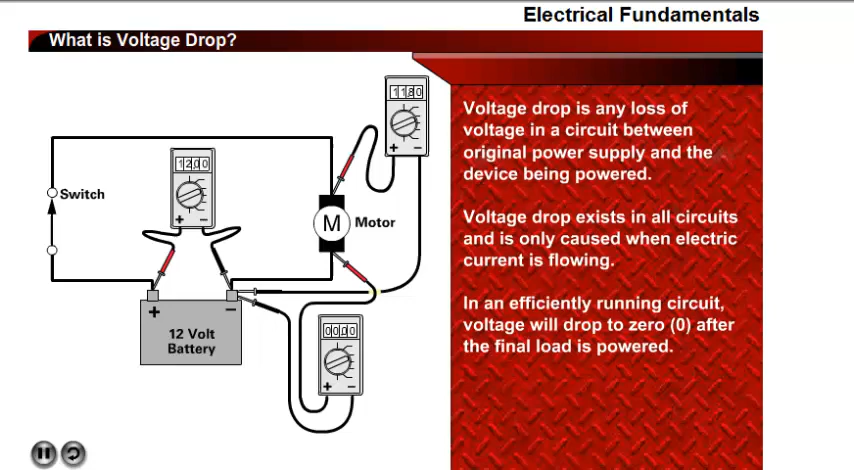 Electrical Fundamentals
What is Voltage Drop?
Voltage drop is any loss of
voltage in a circuit between
original power supply and the
device being powered.
Voltage drop exists in all circuits
and is only caused when electric
current is flowing.
In an efficiently running circuit,
voltage will drop to zero (0) after
the final load is powered.
11.80
+ −
12.00
+ −
Switch
M
Motor
+ −
12 Volt
Battery
00.00
+ −